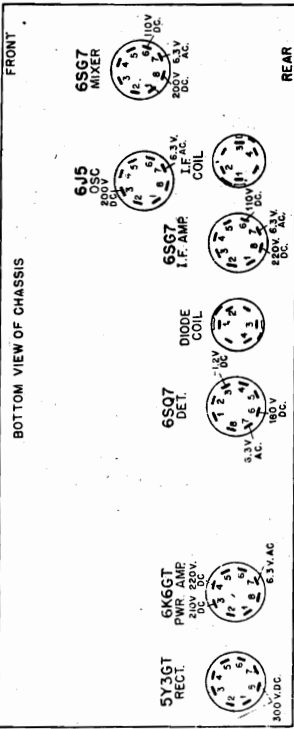 BOTTOM VIEW OF CHASSIS
FRONT
REAR
5Y3GT
RECT.
300 V.DC.
6K6GT
PWR. AMP.
210V 220V.
DC DC
6.3 V.AC
6SQ7
DET.
-1.2V
DC
6.3V
AC.
180V
DC.
DIODE
COIL
6SG7
I.F. AMP.
110V
DC.
220V. 6.3V.
DC. AC.
6J5
OSC
200V
DC.
6.3 V.
AC.
I.F.
COIL
6SG7
MIXER
110V
DC.
200V 6.3V.
DC. AC.